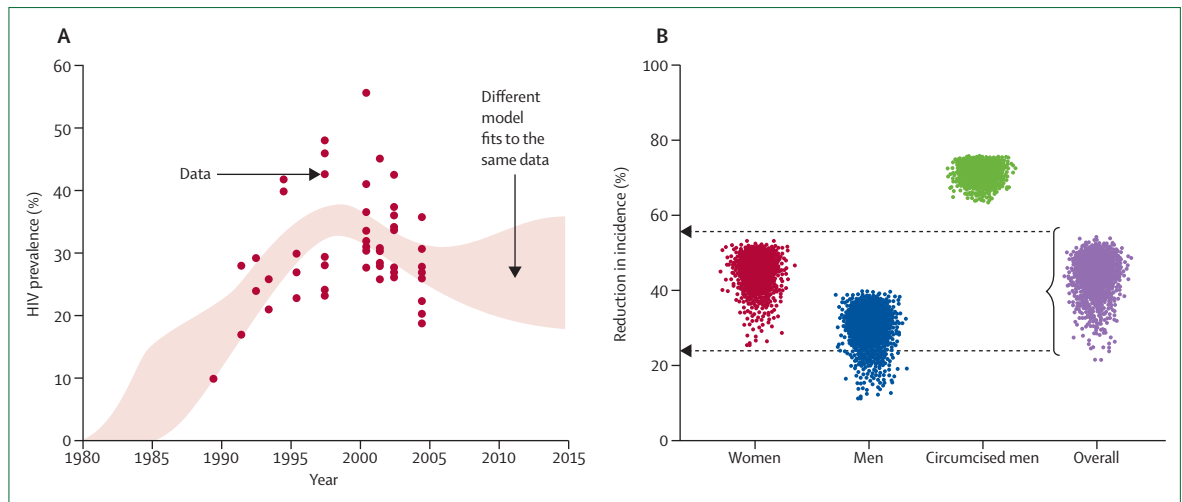 A
HIV prevalence (%)
60
50
40
30
20
10
0
Data
Different
model
fits to the
same data
1980 1985 1990 1995 2000 2005 2010 2015
Year
B
Reduction in incidence (%)
100
80
60
40
20
0
Women Men Circumcised men Overall